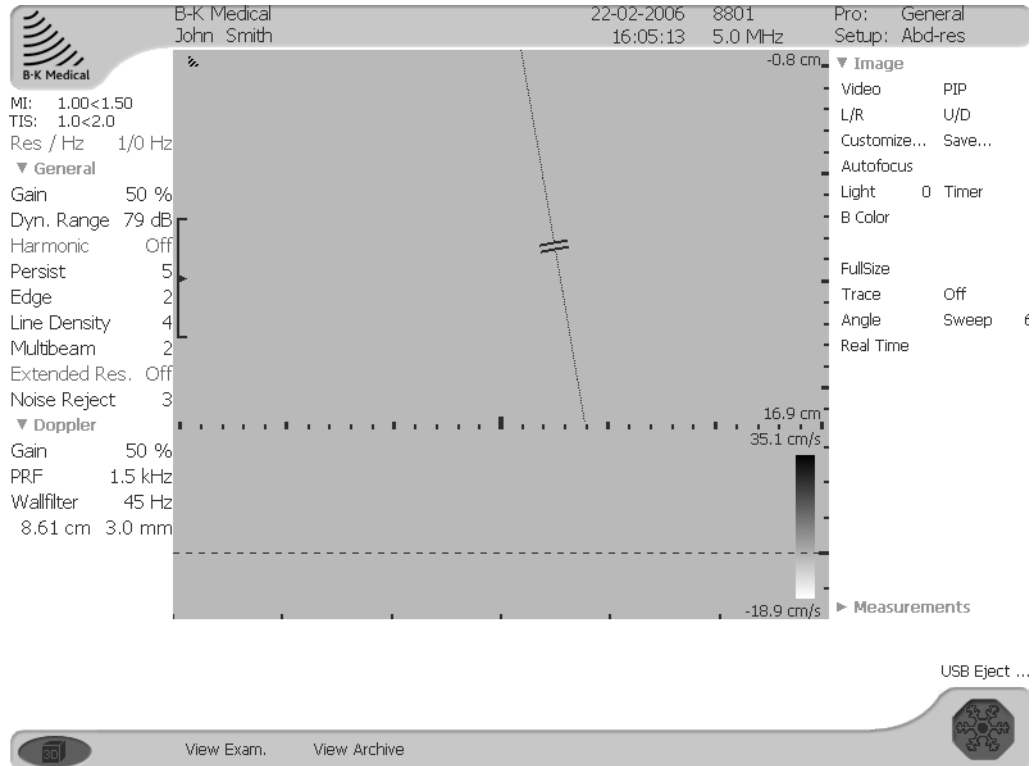 B-K Medical 22-02-2006 8801 Pro: General
John Smith 16:05:13 5.0 MHz Setup: Abd-res
B-K Medical
MI: 1.00<1.50
TIS: 1.0<2.0
Res / Hz 1/0 Hz
▼ General
Gain 50 %
Dyn. Range 79 dB
Harmonic Off
Persist 5
Edge 2
Line Density 4
Multibeam 2
Extended Res. Off
Noise Reject 3
▼ Doppler
Gain 50 %
PRF 1.5 kHz
Wallfilter 45 Hz
8.61 cm 3.0 mm
-0.8 cm
16.9 cm
35.1 cm/s
-18.9 cm/s
▼ Image
Video PIP
L/R U/D
Customize... Save...
Autofocus
Light 0 Timer
B Color
FullSize
Trace Off
Angle Sweep 6
Real Time
► Measurements
USB Eject ...
3D View Exam. View Archive